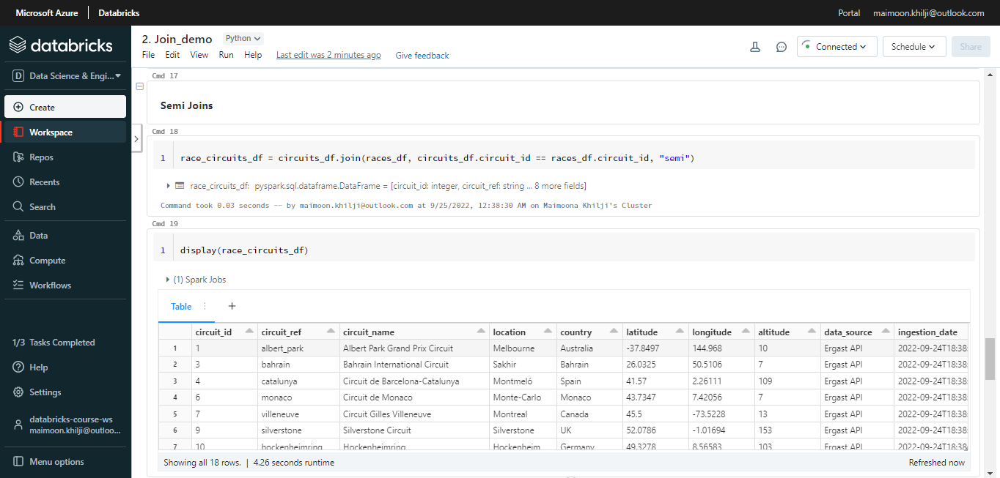 Microsoft Azure | Databricks Portal maimoon.khilji@outlook.com
databricks
D Data Science & Engi...
Create
Workspace
Repos
Recents
Search
Data
Compute
Workflows
1/3 Tasks Completed
Help
Settings
databricks-course-ws
maimoon.khilji@outloo...
Menu options
2. Join_demo Python
File Edit View Run Help Last edit was 2 minutes ago Give feedback
Connected Schedule Share
Cmd 17
Semi Joins
Cmd 18
1 race_circuits_df = circuits_df.join(races_df, circuits_df.circuit_id == races_df.circuit_id, "semi")
race_circuits_df: pyspark.sql.dataframe.DataFrame = [circuit_id: integer, circuit_ref: string ... 8 more fields]
Command took 0.03 seconds -- by maimoon.khilji@outlook.com at 9/25/2022, 12:38:30 AM on Maimoona Khilji's Cluster
Cmd 19
1 display(race_circuits_df)
(1) Spark Jobs
Table +
circuit_id circuit_ref circuit_name location country latitude longitude altitude data_source ingestion_date
1 1 albert_park Albert Park Grand Prix Circuit Melbourne Australia -37.8497 144.968 10 Ergast API 2022-09-24T18:38:
2 3 bahrain Bahrain International Circuit Sakhir Bahrain 26.0325 50.5106 7 Ergast API 2022-09-24T18:38:
3 4 catalunya Circuit de Barcelona-Catalunya Montmeló Spain 41.57 2.26111 109 Ergast API 2022-09-24T18:38:
4 6 monaco Circuit de Monaco Monte-Carlo Monaco 43.7347 7.42056 7 Ergast API 2022-09-24T18:38:
5 7 villeneuve Circuit Gilles Villeneuve Montreal Canada 45.5 -73.5228 13 Ergast API 2022-09-24T18:38:
6 9 silverstone Silverstone Circuit Silverstone UK 52.0786 -1.01694 153 Ergast API 2022-09-24T18:38:
7 10 hockenheimring Hockenheimring Hockenheim Germany 49.3278 8.56583 103 Ergast API 2022-09-24T18:38:
Showing all 18 rows. | 4.26 seconds runtime Refreshed now